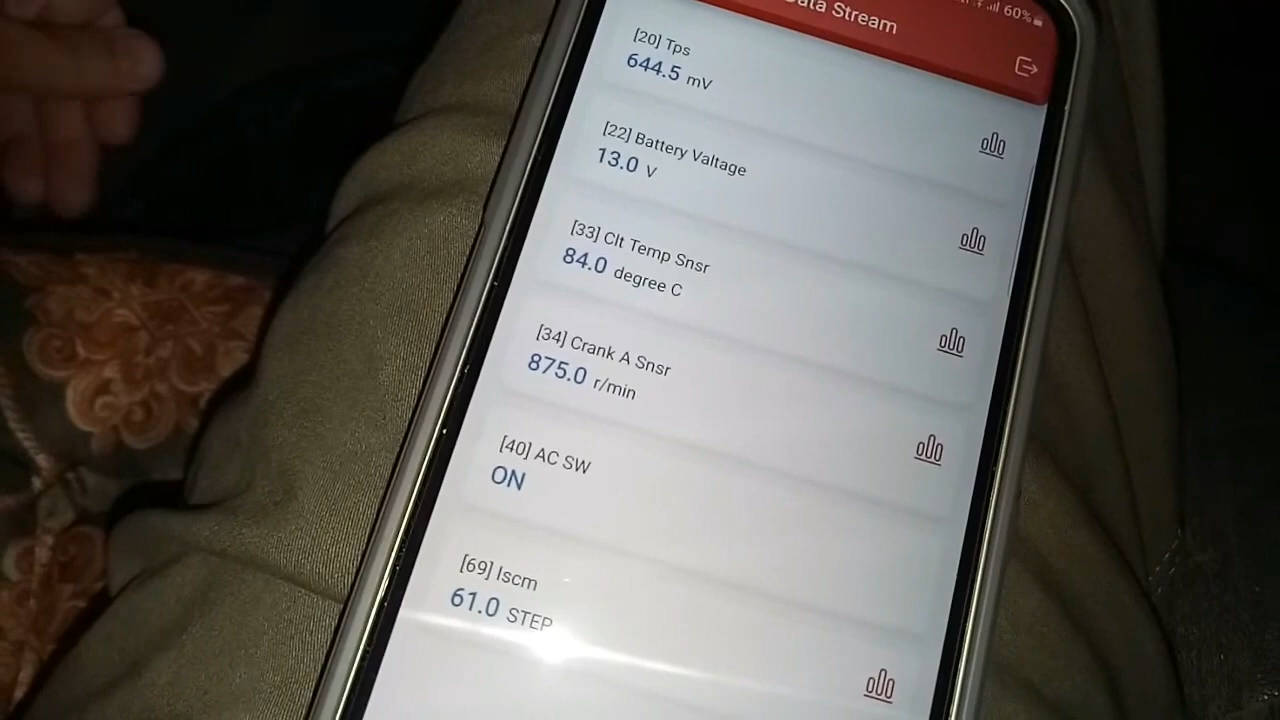 60%
Data Stream
[20] Tps
644.5 mV
[22] Battery Valtage
13.0 V
[33] Clt Temp Snsr
84.0 degree C
[34] Crank A Snsr
875.0 r/min
[40] AC SW
ON
[69] Iscm
61.0 STEP